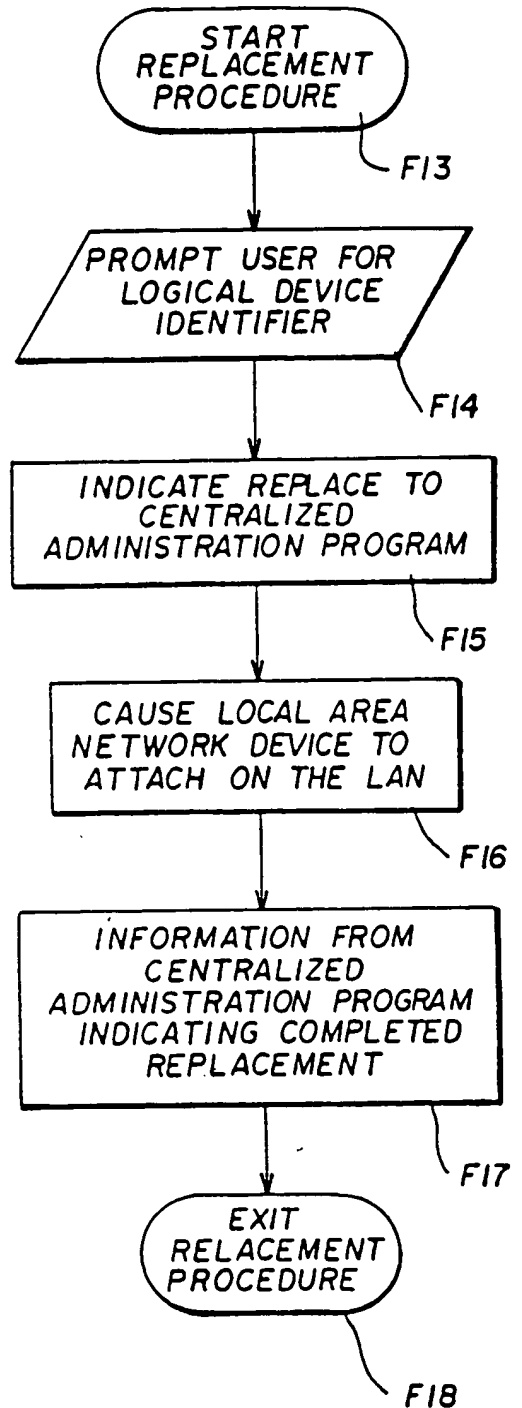 START
REPLACEMENT
PROCEDURE
F13
PROMPT USER FOR
LOGICAL DEVICE
IDENTIFIER
F14
INDICATE REPLACE TO
CENTRALIZED
ADMINISTRATION PROGRAM
F15
CAUSE LOCAL AREA
NETWORK DEVICE TO
ATTACH ON THE LAN
F16
INFORMATION FROM
CENTRALIZED
ADMINISTRATION PROGRAM
INDICATING COMPLETED
REPLACEMENT
F17
EXIT
RELACEMENT
PROCEDURE
F18